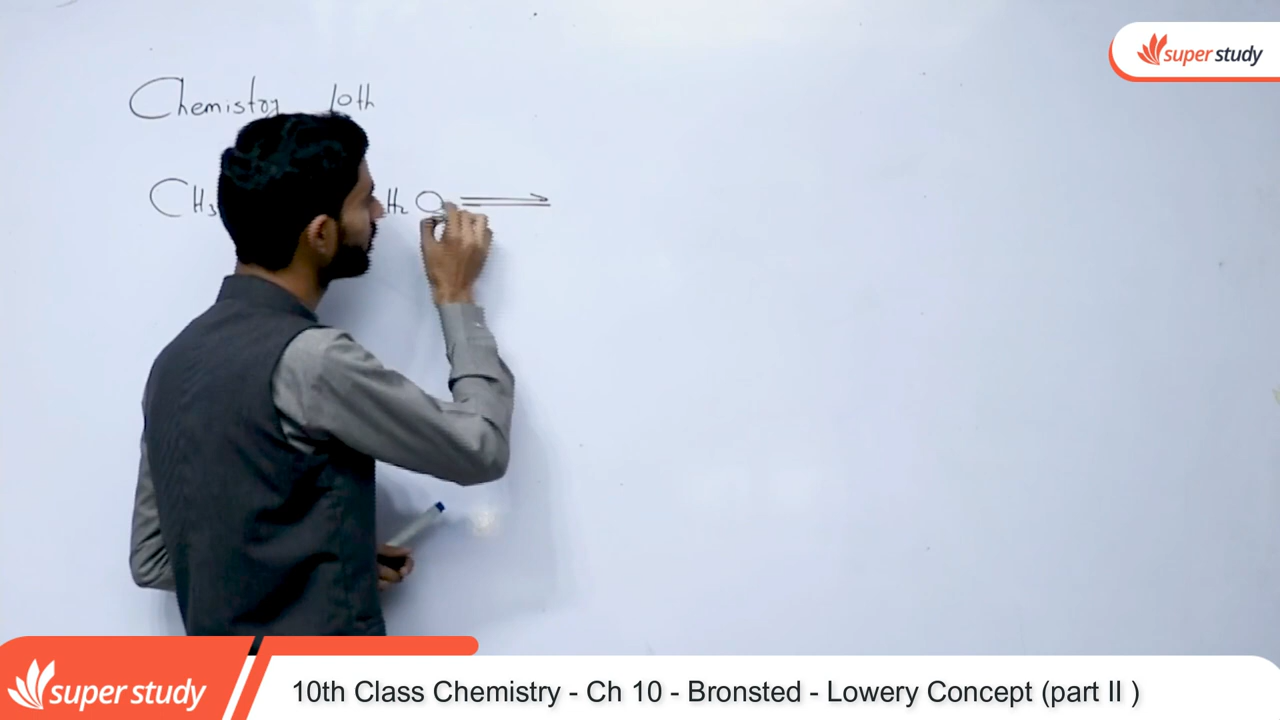 super study
Chemistry 10th
CH3 H2O ⇌
super study
10th Class Chemistry - Ch 10 - Bronsted - Lowery Concept (part II )